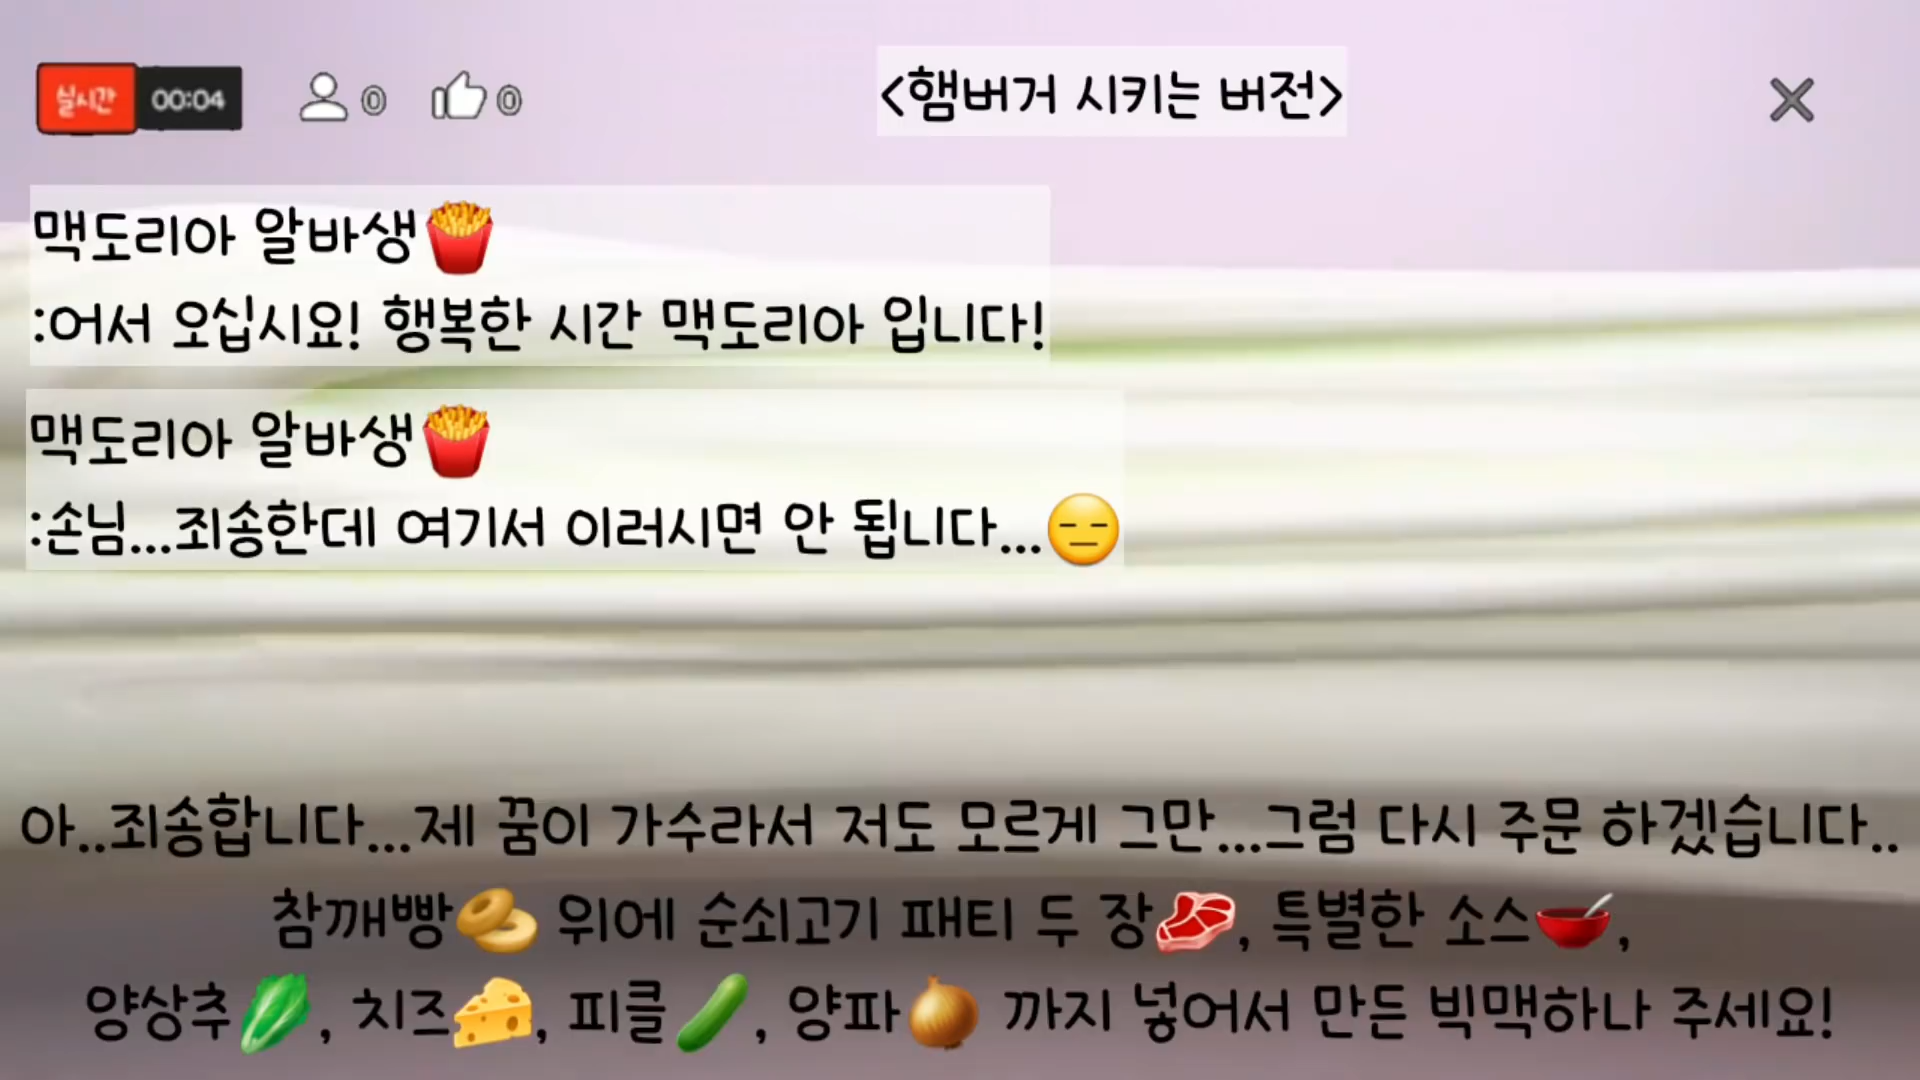 실시간 00:04 0 0
<햄버거 시키는 버전>
맥도리아 알바생🍟
:어서 오십시요! 행복한 시간 맥도리아 입니다!
맥도리아 알바생🍟
:손님...죄송한데 여기서 이러시면 안 됩니다...😑
아..죄송합니다...제 꿈이 가수라서 저도 모르게 그만...그럼 다시 주문 하겠습니다..
참깨빵🥯 위에 순쇠고기 패티 두 장🥩, 특별한 소스🥣,
양상추🥬, 치즈🧀, 피클🥒, 양파🧅 까지 넣어서 만든 빅맥하나 주세요!